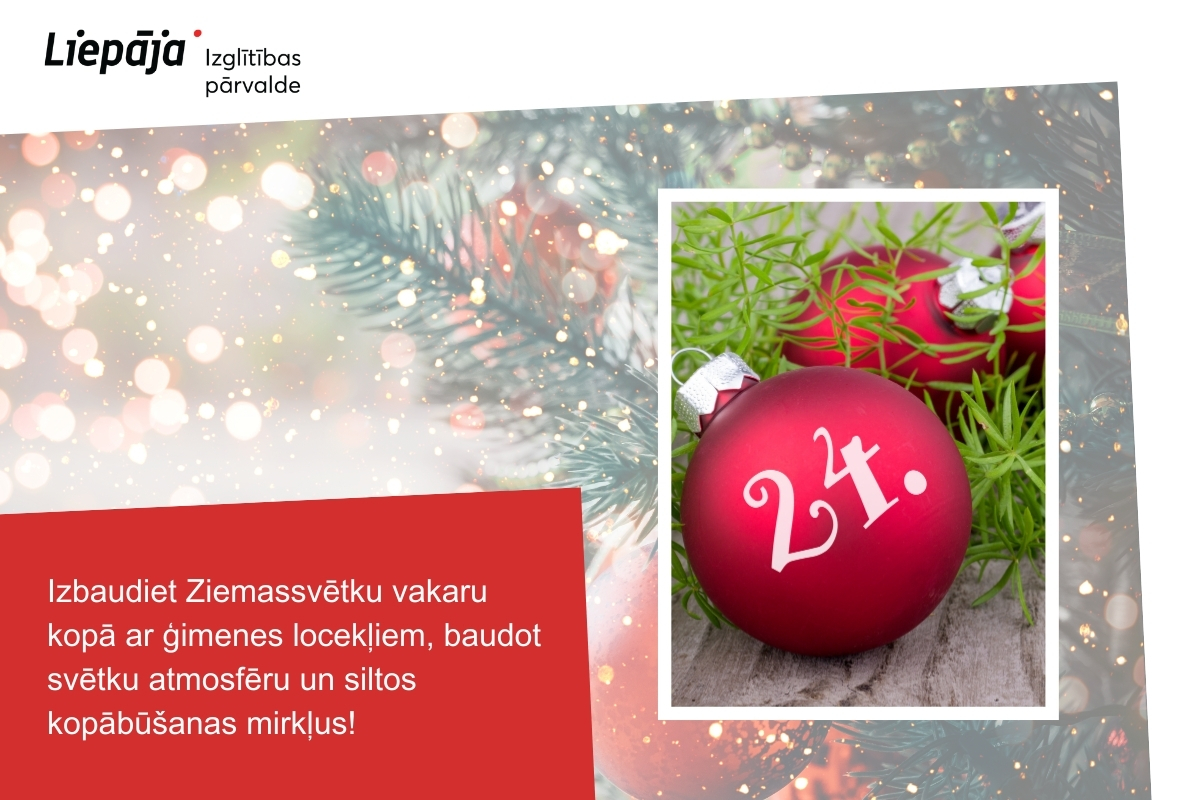 Liepāja
Izglītības
pārvalde
24.
Izbaudiet Ziemassvētku vakaru
kopā ar ģimenes locekļiem, baudot
svētku atmosfēru un siltos
kopābūšanas mirkļus!